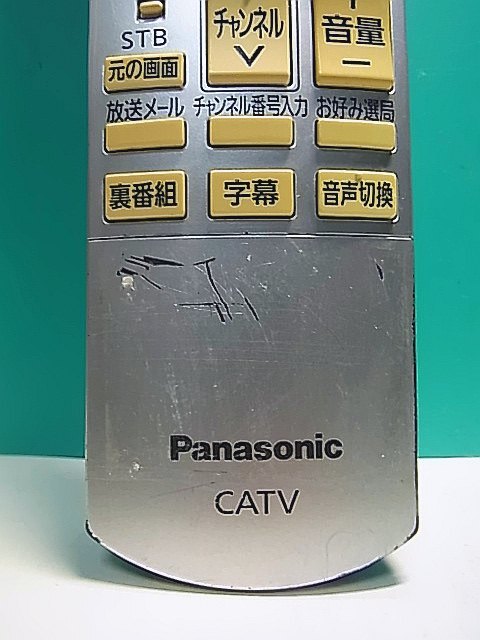 STB
チャンネル
音量
元の画面
放送メール チャンネル番号入力 お好み選局
裏番組 字幕 音声切換
Panasonic
CATV